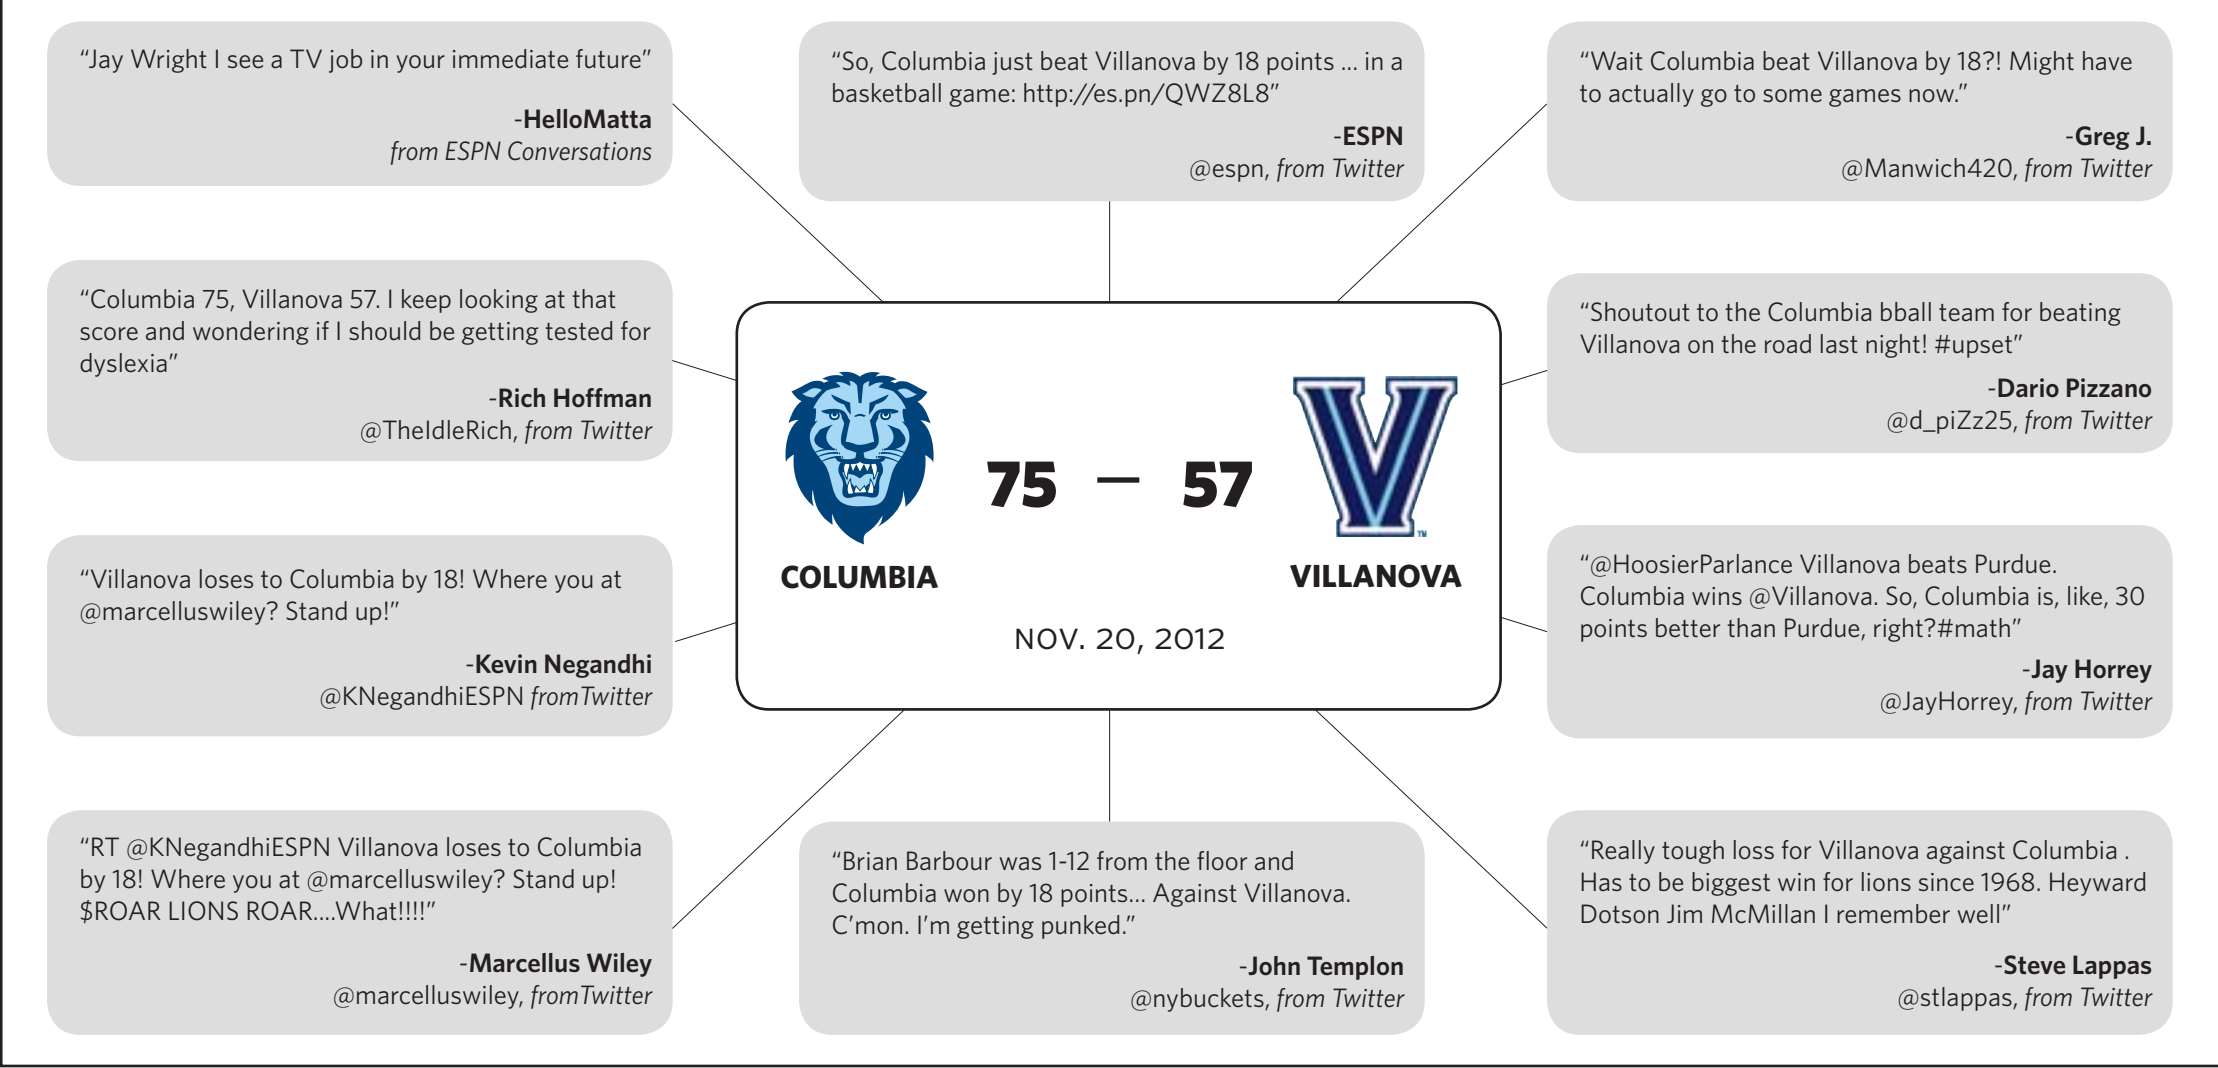 “Jay Wright I see a TV job in your immediate future”
-HelloMatta
from ESPN Conversations
“So, Columbia just beat Villanova by 18 points ... in a
basketball game: http://es.pn/QWZ8L8”
-ESPN
@espn, from Twitter
“Wait Columbia beat Villanova by 18?! Might have
to actually go to some games now.”
-Greg J.
@Manwich420, from Twitter
“Columbia 75, Villanova 57. I keep looking at that
score and wondering if I should be getting tested for
dyslexia”
-Rich Hoffman
@TheIdleRich, from Twitter
“Shoutout to the Columbia bball team for beating
Villanova on the road last night! #upset”
-Dario Pizzano
@d_piZz25, from Twitter
75 — 57
V
TM
COLUMBIA
VILLANOVA
NOV. 20, 2012
“Villanova loses to Columbia by 18! Where you at
@marcelluswiley? Stand up!”
-Kevin Negandhi
@KNegandhiESPN fromTwitter
“@HoosierParlance Villanova beats Purdue.
Columbia wins @Villanova. So, Columbia is, like, 30
points better than Purdue, right?#math”
-Jay Horrey
@JayHorrey, from Twitter
“RT @KNegandhiESPN Villanova loses to Columbia
by 18! Where you at @marcelluswiley? Stand up!
$ROAR LIONS ROAR....What!!!!”
-Marcellus Wiley
@marcelluswiley, fromTwitter
“Brian Barbour was 1-12 from the floor and
Columbia won by 18 points... Against Villanova.
C’mon. I’m getting punked.”
-John Templon
@nybuckets, from Twitter
“Really tough loss for Villanova against Columbia .
Has to be biggest win for lions since 1968. Heyward
Dotson Jim McMillan I remember well”
-Steve Lappas
@stlappas, from Twitter